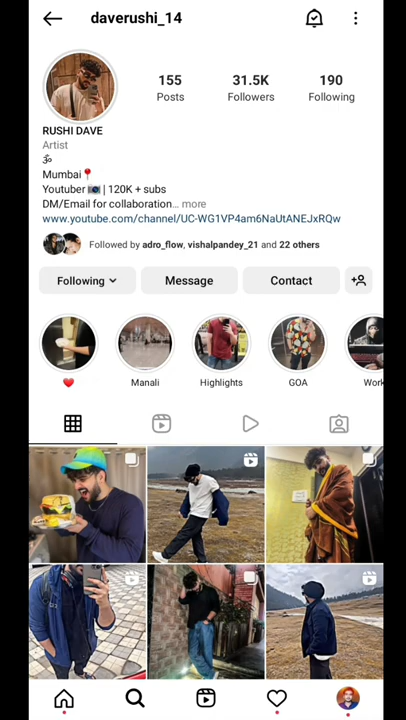 daverushi_14
155
31.5K
190
Posts
Followers
Following
RUSHI DAVE
Artist
ॐ
Mumbai📍
Youtuber 📷 | 120K + subs
DM/Email for collaboration... more
www.youtube.com/channel/UC-WG1VP4am6NaUtANEJxRQw
Followed by adro_flow, vishalpandey_21 and 22 others
Following
Message
Contact
❤️
Manali
Highlights
GOA
Work